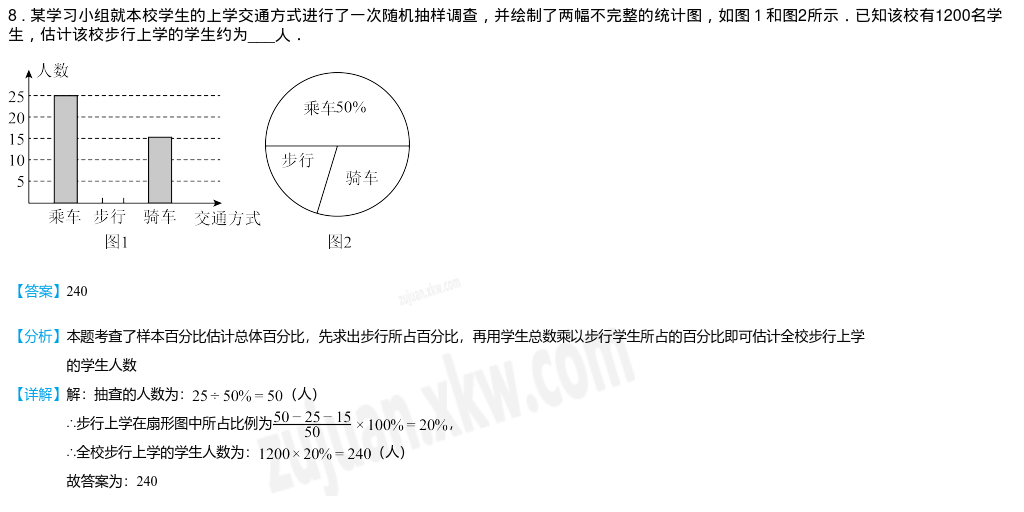 8．某学习小组就本校学生的上学交通方式进行了一次随机抽样调查，并绘制了两幅不完整的统计图，如图１和图2所示．已知该校有1200名学
生，估计该校步行上学的学生约为___人．
人数
25
20
15
10
5
乘车 步行 骑车 交通方式
图1
乘车50%
步行
骑车
图2
【答案】240
【分析】本题考查了样本百分比估计总体百分比，先求出步行所占百分比，再用学生总数乘以步行学生所占的百分比即可估计全校步行上学
的学生人数
【详解】解：抽查的人数为：25 ÷ 50% = 50（人）
∴步行上学在扇形图中所占比例为 (50 − 25 − 15)/50 × 100% = 20%，
∴全校步行上学的学生人数为：1200 × 20% = 240（人）
故答案为：240
zujuan.xkw.com
zujuan.xkw.com